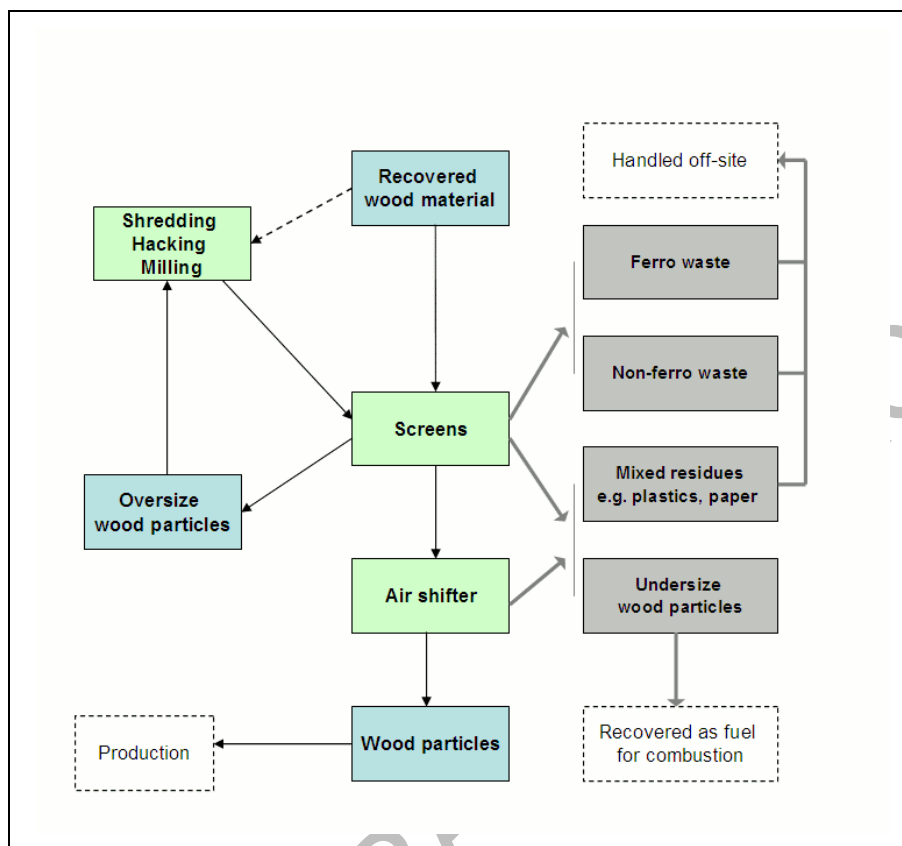 Recovered
wood material
Handled off-site
Shredding
Hacking
Milling
Ferro waste
Non-ferro waste
Screens
Mixed residues
e.g. plastics, paper
Oversize
wood particles
Air shifter
Undersize
wood particles
Production
Wood particles
Recovered as fuel
for combustion